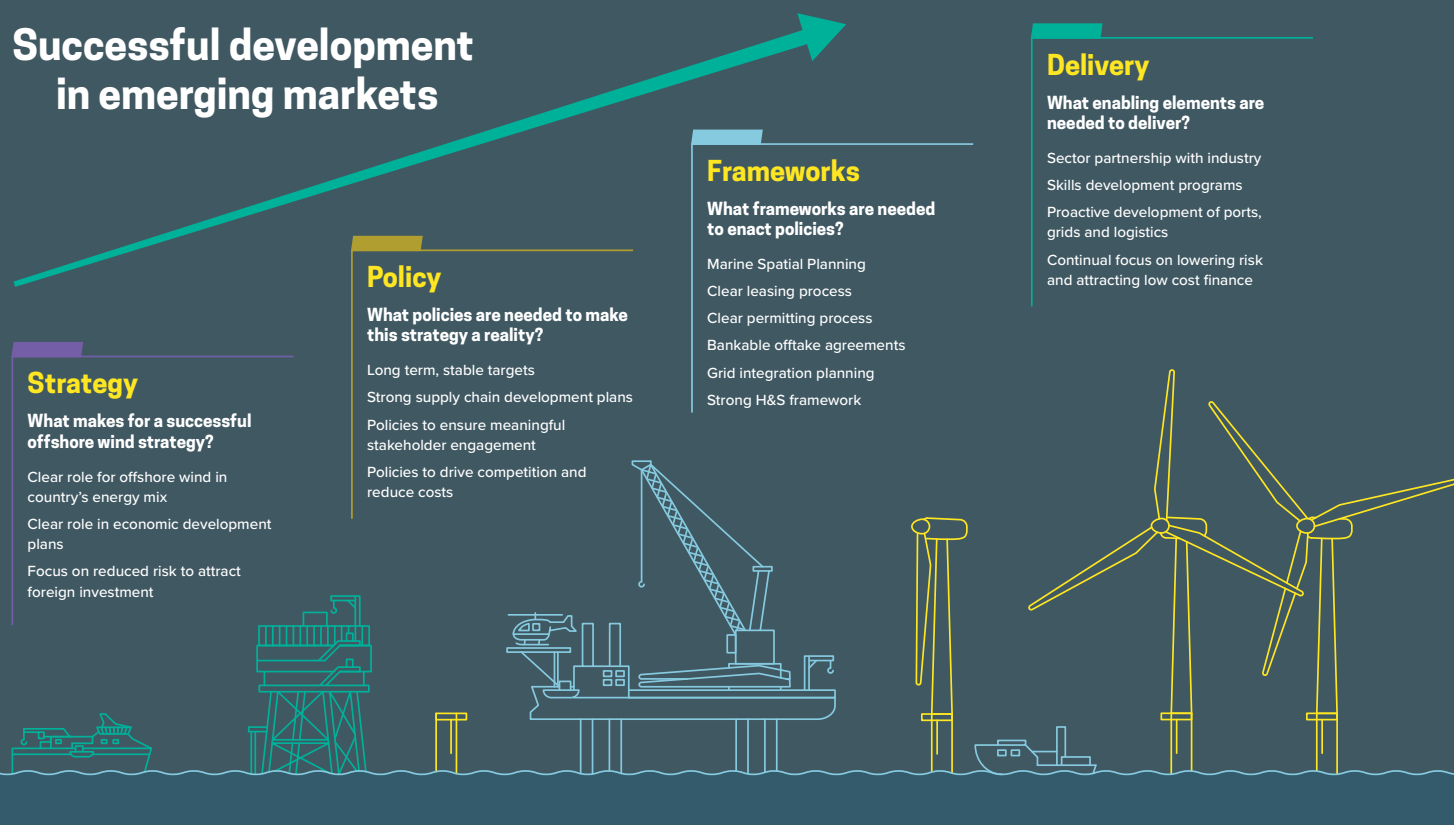 Successful development
in emerging markets
Strategy
What makes for a successful
offshore wind strategy?
Clear role for offshore wind in
country's energy mix
Clear role in economic development
plans
Focus on reduced risk to attract
foreign investment
Policy
What policies are needed to make
this strategy a reality?
Long term, stable targets
Strong supply chain development plans
Policies to ensure meaningful
stakeholder engagement
Policies to drive competition and
reduce costs
Frameworks
What frameworks are needed
to enact policies?
Marine Spatial Planning
Clear leasing process
Clear permitting process
Bankable offtake agreements
Grid integration planning
Strong H&S framework
Delivery
What enabling elements are
needed to deliver?
Sector partnership with industry
Skills development programs
Proactive development of ports,
grids and logistics
Continual focus on lowering risk
and attracting low cost finance